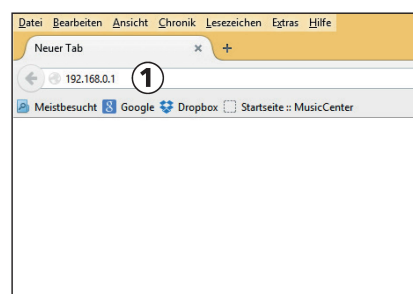 Datei Bearbeiten Ansicht Chronik Lesezeichen Extras Hilfe
Neuer Tab × +
192.168.0.1 1
Meistbesucht 8 Google Dropbox Startseite :: MusicCenter